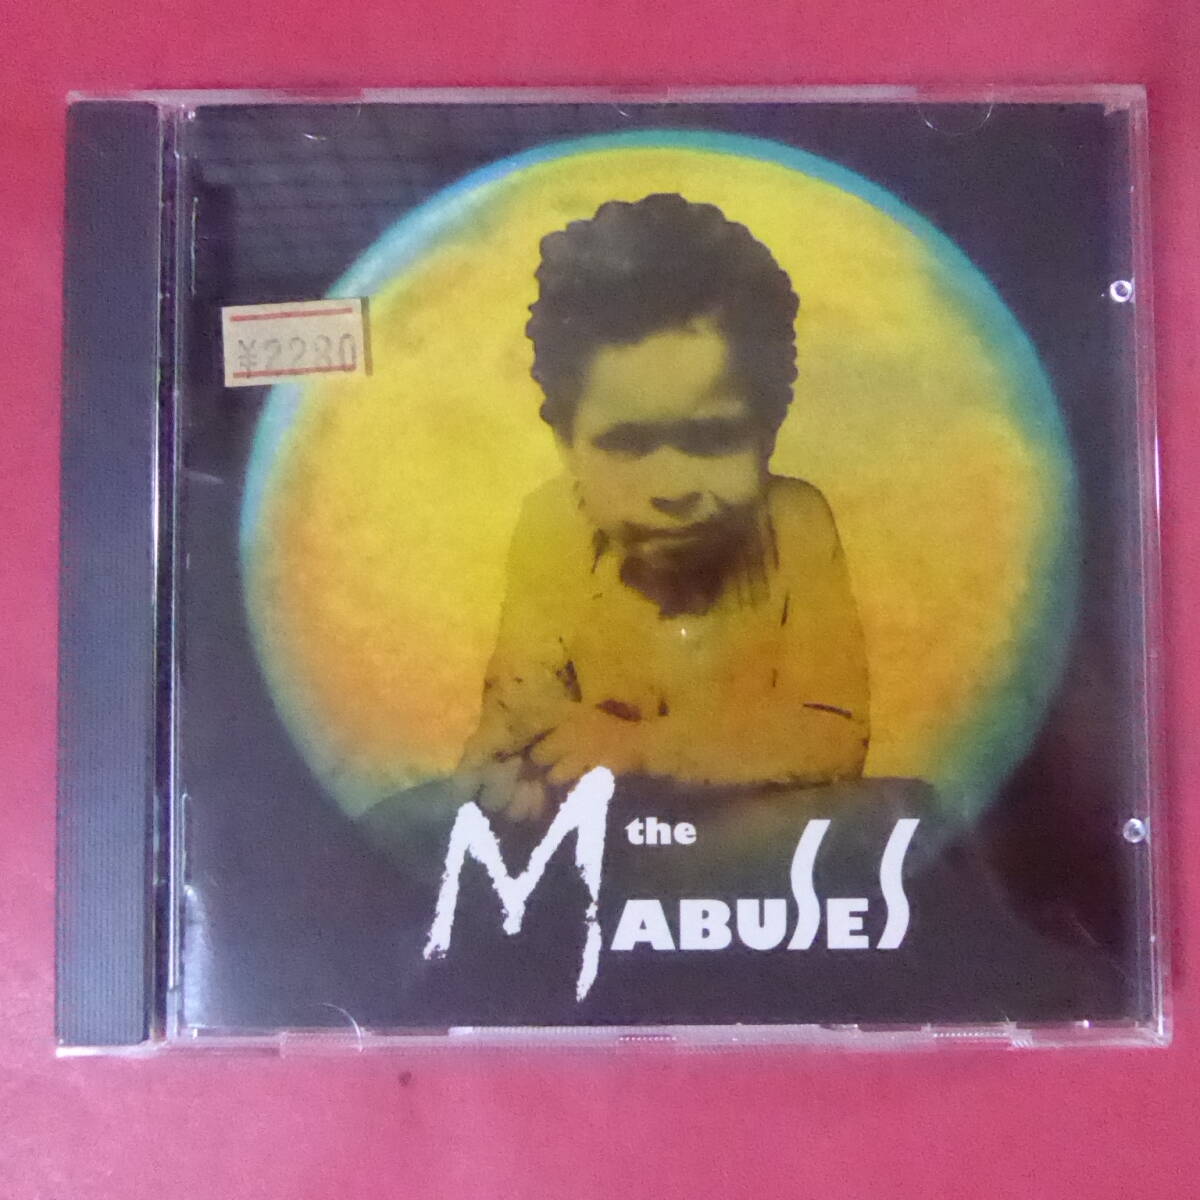 ¥2280
the
MABUSES